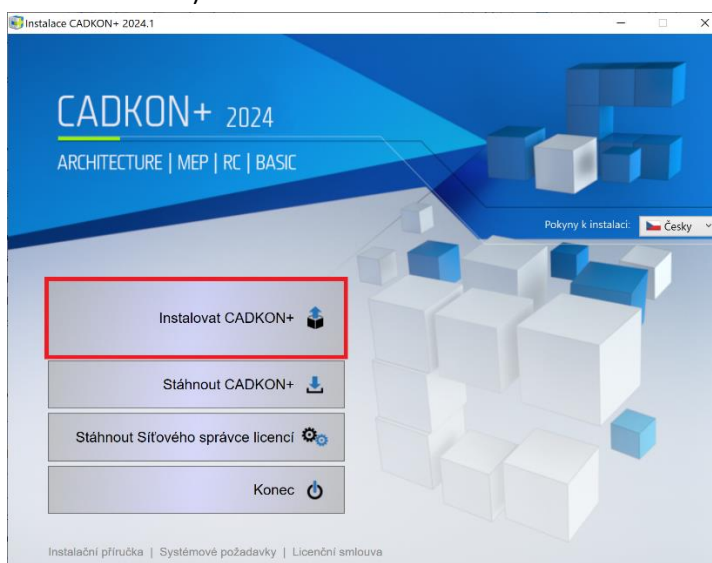 Instalace CADKON+ 2024.1
CADKON+ 2024
ARCHITECTURE | MEP | RC | BASIC
Pokyny k instalaci: Česky
Instalovat CADKON+
Stáhnout CADKON+
Stáhnout Síťového správce licencí
Konec
Instalační příručka | Systémové požadavky | Licenční smlouva